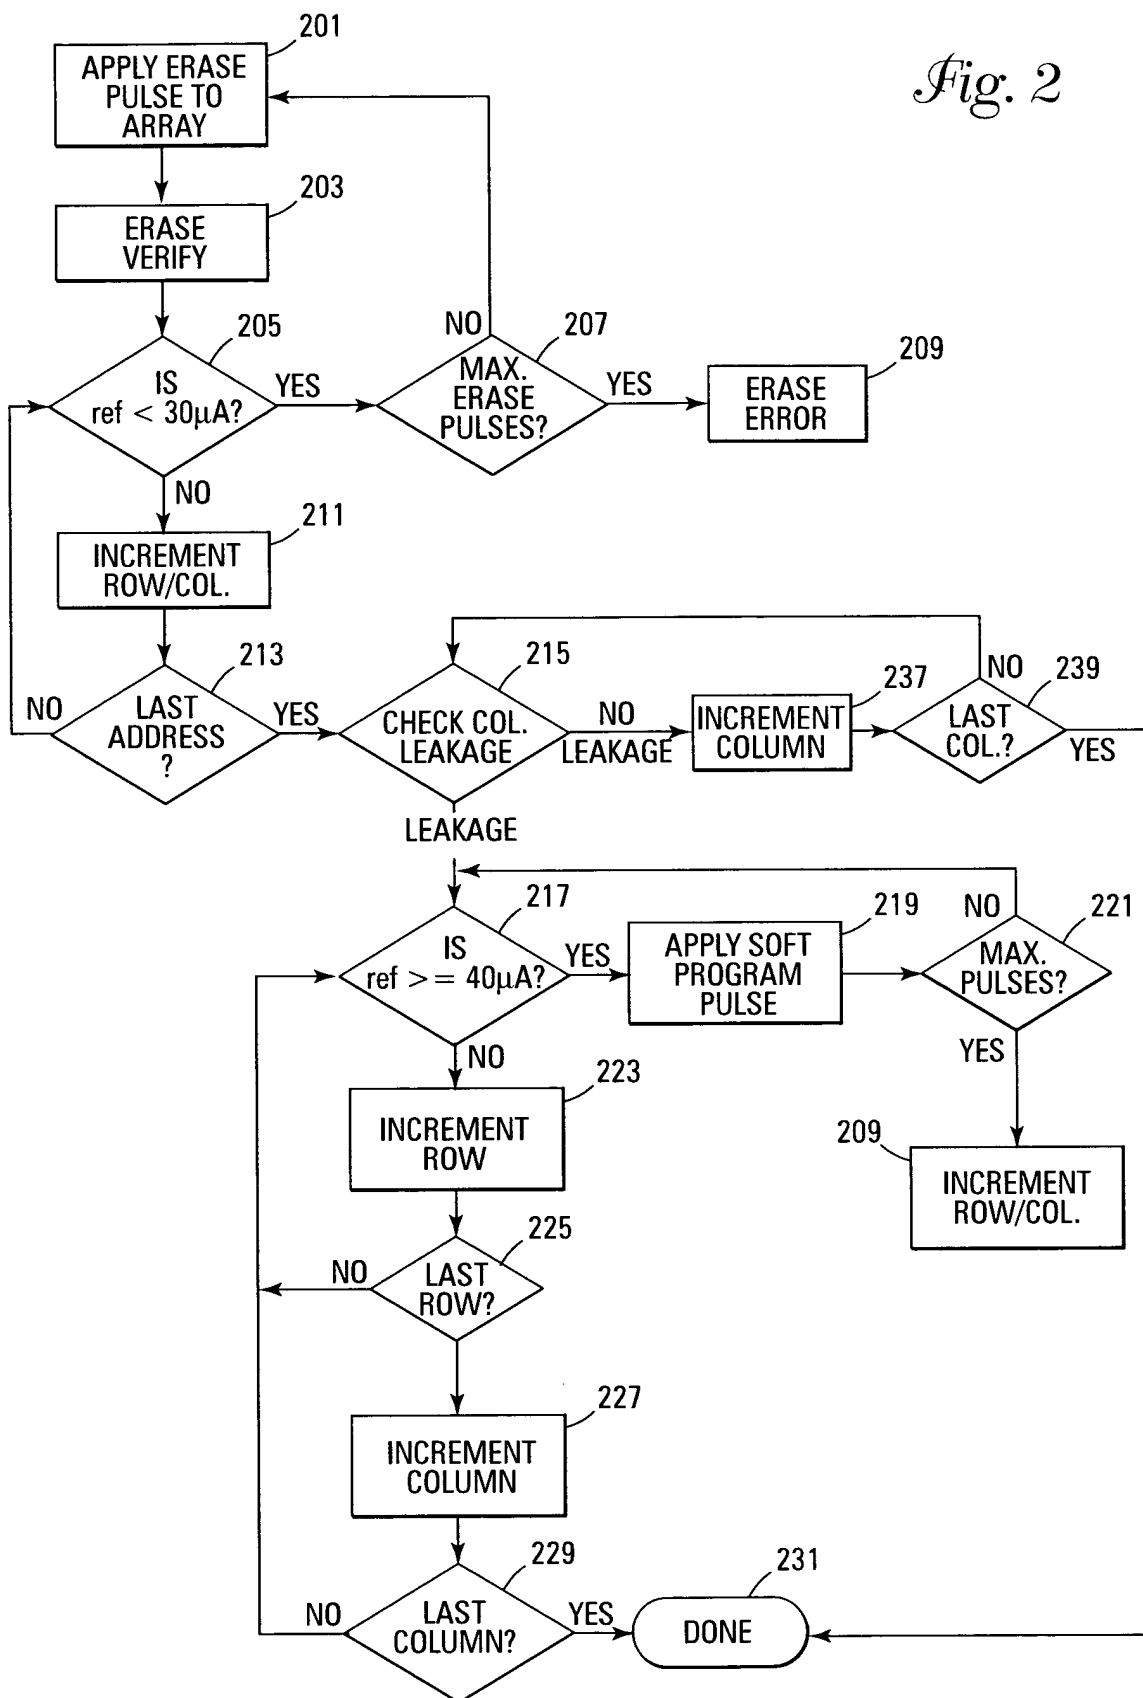 Fig. 2
201
APPLY ERASE
PULSE TO
ARRAY
203
ERASE
VERIFY
205
IS
ref < 30µA?
YES
NO
207
MAX.
ERASE
PULSES?
NO
YES
209
ERASE
ERROR
211
INCREMENT
ROW/COL.
213
LAST
ADDRESS
?
NO
YES
215
CHECK COL.
LEAKAGE
NO
LEAKAGE
237
INCREMENT
COLUMN
239
LAST
COL.?
NO
YES
LEAKAGE
217
IS
ref > = 40µA?
YES
NO
219
APPLY SOFT
PROGRAM
PULSE
221
MAX.
PULSES?
NO
YES
209
INCREMENT
ROW/COL.
223
INCREMENT
ROW
225
LAST
ROW?
NO
227
INCREMENT
COLUMN
229
LAST
COLUMN?
NO
YES
231
DONE